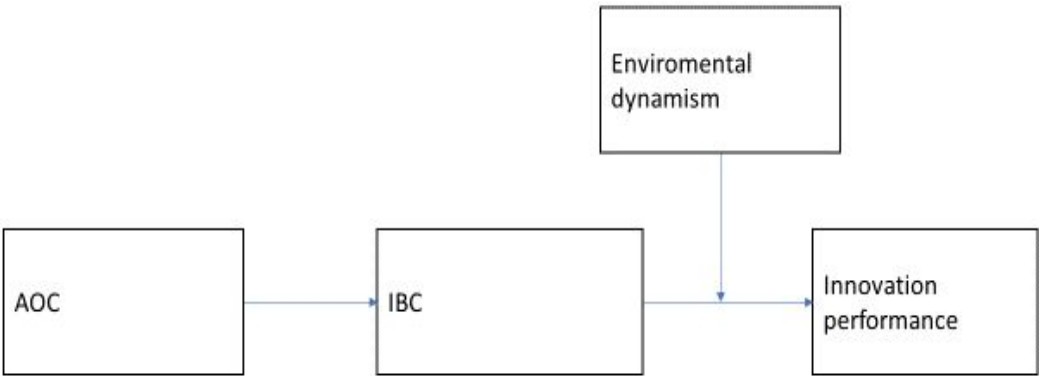 Enviromental
dynamism
AOC
IBC
Innovation
performance